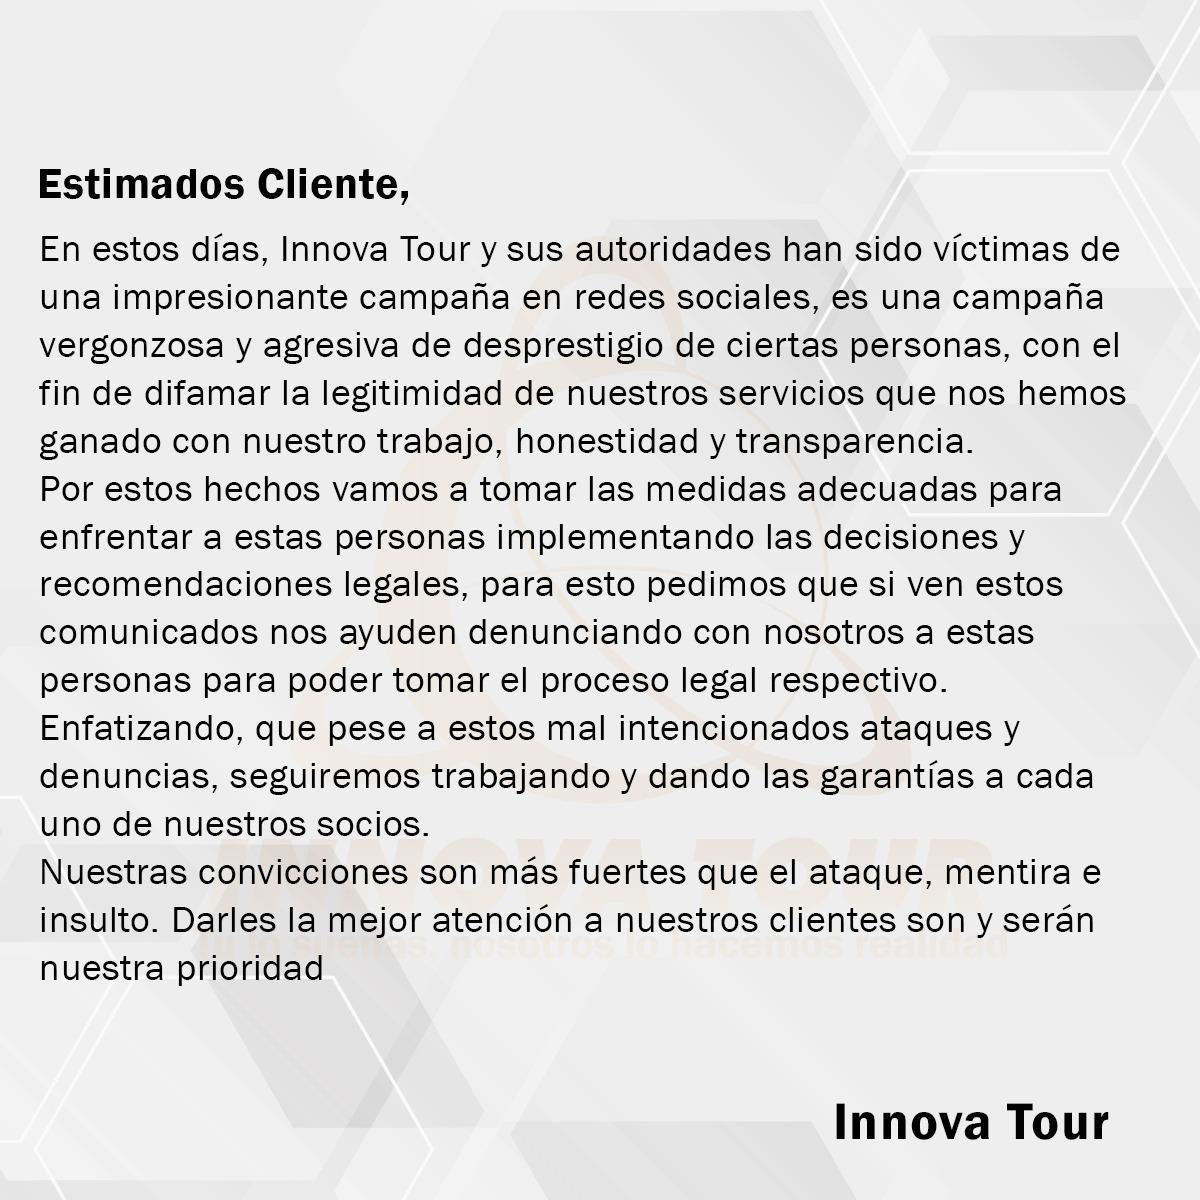 Estimados Cliente,
En estos días, Innova Tour y sus autoridades han sido víctimas de
una impresionante campaña en redes sociales, es una campaña
vergonzosa y agresiva de desprestigio de ciertas personas, con el
fin de difamar la legitimidad de nuestros servicios que nos hemos
ganado con nuestro trabajo, honestidad y transparencia.
Por estos hechos vamos a tomar las medidas adecuadas para
enfrentar a estas personas implementando las decisiones y
recomendaciones legales, para esto pedimos que si ven estos
comunicados nos ayuden denunciando con nosotros a estas
personas para poder tomar el proceso legal respectivo.
Enfatizando, que pese a estos mal intencionados ataques y
denuncias, seguiremos trabajando y dando las garantías a cada
uno de nuestros socios.
Nuestras convicciones son más fuertes que el ataque, mentira e
INNOVA TOUR
insulto. Darles la mejor atención a nuestros clientes son y serán
Tu lo sueñas, nosotros lo hacemos realidad
nuestra prioridad
Innova Tour